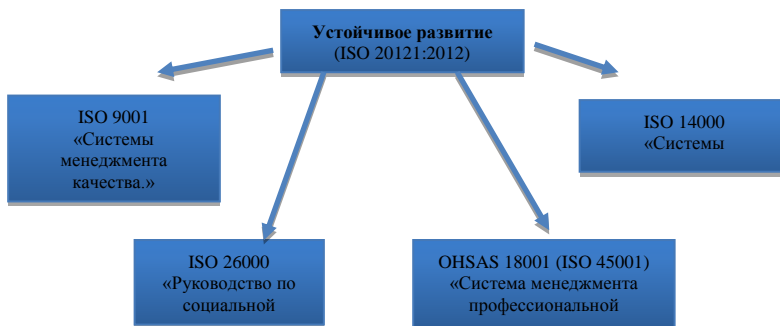 Устойчивое развитие
(ISO 20121:2012)
ISO 9001
«Системы
менеджмента
качества.»
ISO 14000
«Системы
ISO 26000
«Руководство по
социальной
OHSAS 18001 (ISO 45001)
«Система менеджмента
профессиональной